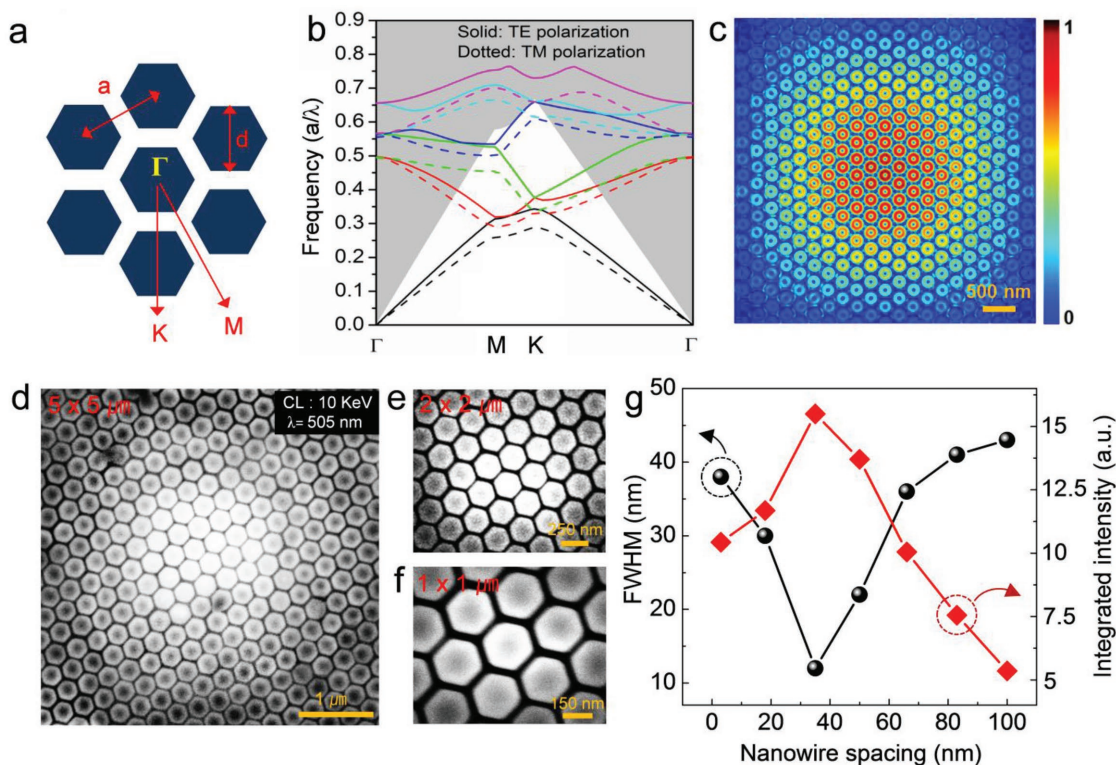 a
a
d
Γ
K
M
b
Solid: TE polarization
Dotted: TM polarization
Frequency (a/λ)
0.9
0.8
0.7
0.6
0.5
0.4
0.3
0.2
0.1
0.0
Γ
M
K
Γ
c
500 nm
1
0
d
5 x 5 μm
CL : 10 KeV
λ= 505 nm
1 μm
e
2 x 2 μm
250 nm
f
1 x 1 μm
150 nm
g
FWHM (nm)
50
40
30
20
10
0 20 40 60 80 100
Nanowire spacing (nm)
15
12.5
10
7.5
5
Integrated intensity (a.u.)